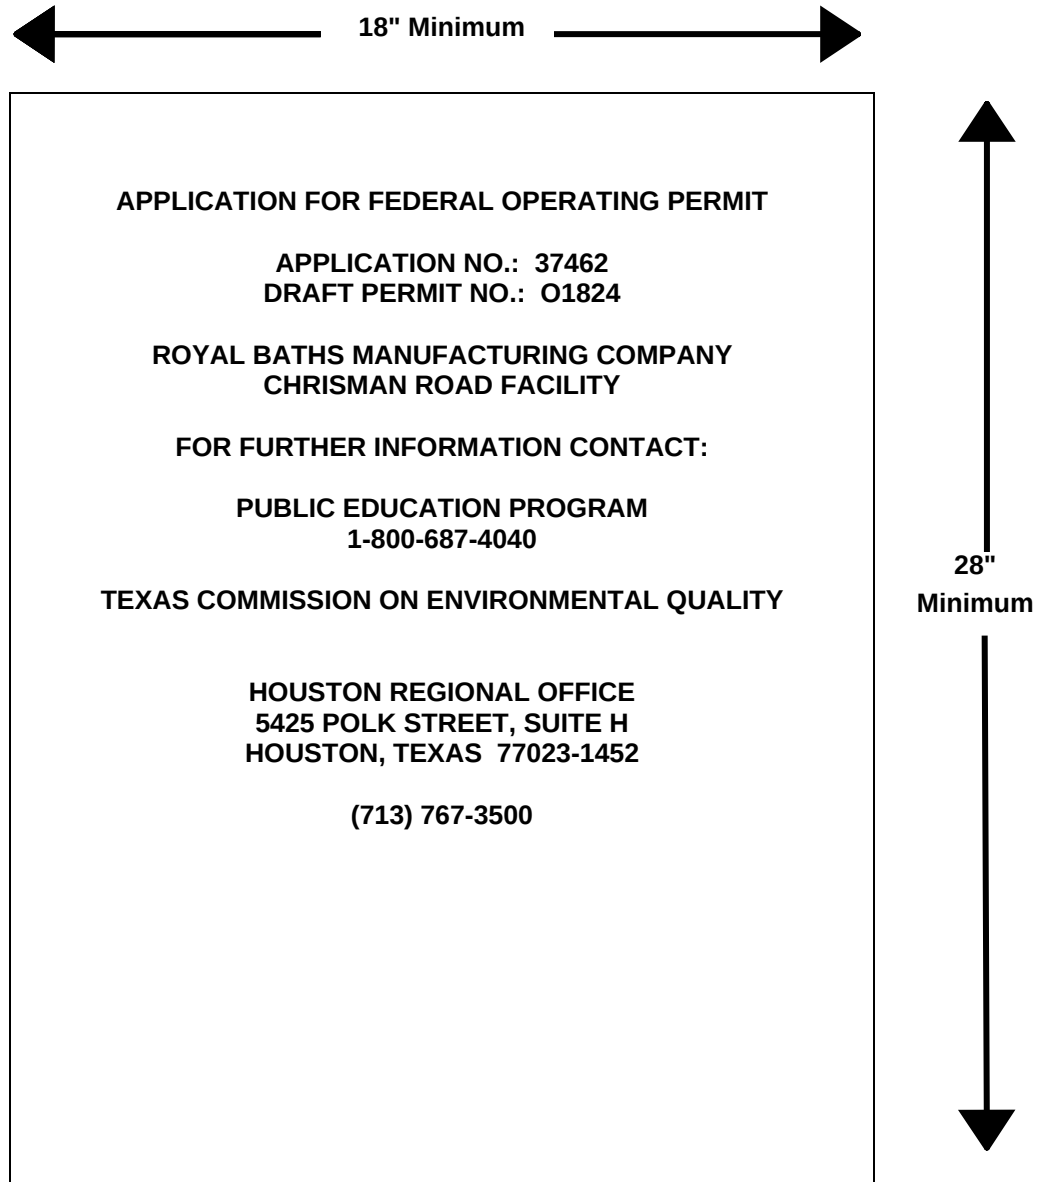 18" Minimum
APPLICATION FOR FEDERAL OPERATING PERMIT
APPLICATION NO.:  37462
DRAFT PERMIT NO.:  O1824
ROYAL BATHS MANUFACTURING COMPANY
CHRISMAN ROAD FACILITY
FOR FURTHER INFORMATION CONTACT:
PUBLIC EDUCATION PROGRAM
1-800-687-4040
TEXAS COMMISSION ON ENVIRONMENTAL QUALITY
HOUSTON REGIONAL OFFICE
5425 POLK STREET, SUITE H
HOUSTON, TEXAS  77023-1452
(713) 767-3500
28"
Minimum